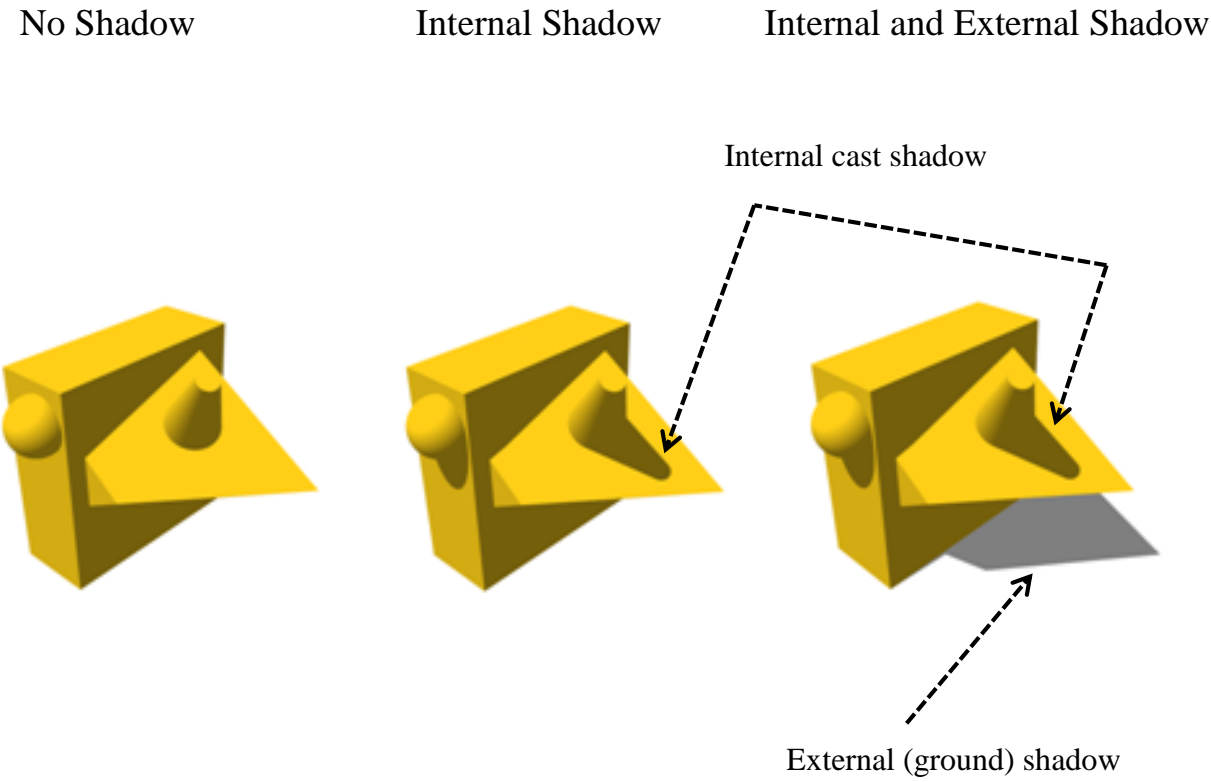 No Shadow
Internal Shadow
Internal and External Shadow
Internal cast shadow
External (ground) shadow